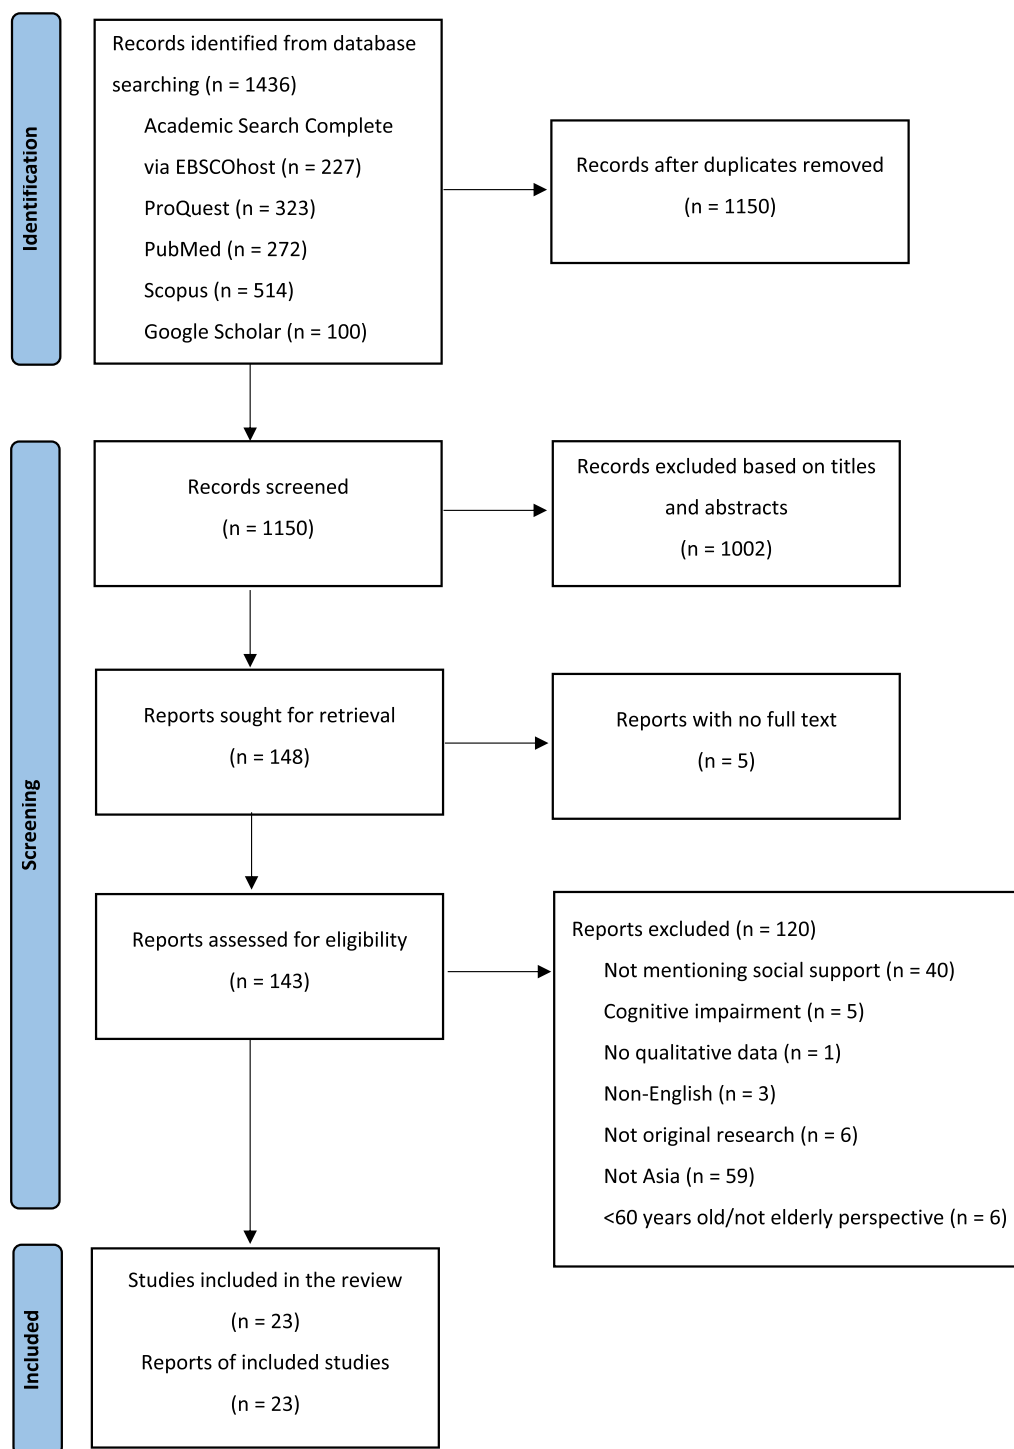 Identification
Records identified from database
searching (n = 1436)
Academic Search Complete
via EBSCOhost (n = 227)
ProQuest (n = 323)
PubMed (n = 272)
Scopus (n = 514)
Google Scholar (n = 100)
Records after duplicates removed
(n = 1150)
Screening
Records screened
(n = 1150)
Records excluded based on titles
and abstracts
(n = 1002)
Reports sought for retrieval
(n = 148)
Reports with no full text
(n = 5)
Reports assessed for eligibility
(n = 143)
Reports excluded (n = 120)
Not mentioning social support (n = 40)
Cognitive impairment (n = 5)
No qualitative data (n = 1)
Non-English (n = 3)
Not original research (n = 6)
Not Asia (n = 59)
<60 years old/not elderly perspective (n = 6)
Included
Studies included in the review
(n = 23)
Reports of included studies
(n = 23)